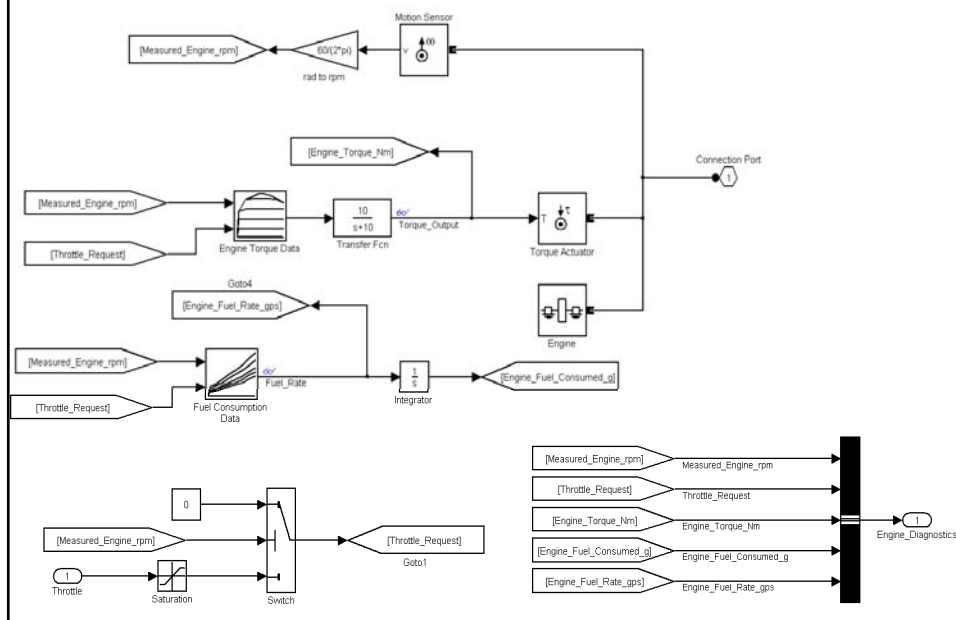 Motion Sensor
[Measured_Engine_rpm]
60/(2*pi)
v
rad to rpm
[Engine_Torque_Nm]
Connection Port
1
[Measured_Engine_rpm]
10
s+10
T
τ
Torque_Output
[Throttle_Request]
Engine Torque Data
Transfer Fcn
Torque Actuator
Goto4
[Engine_Fuel_Rate_gps]
Engine
[Measured_Engine_rpm]
1
s
[Engine_Fuel_Consumed_g]
Fuel_Rate
Integrator
[Throttle_Request]
Fuel Consumption
Data
[Measured_Engine_rpm]
Measured_Engine_rpm
[Throttle_Request]
Throttle_Request
0
[Engine_Torque_Nm]
Engine_Torque_Nm
1
Engine_Diagnostics
[Measured_Engine_rpm]
[Throttle_Request]
Goto1
[Engine_Fuel_Consumed_g]
Engine_Fuel_Consumed_g
1
Throttle
Saturation
Switch
[Engine_Fuel_Rate_gps]
Engine_Fuel_Rate_gps